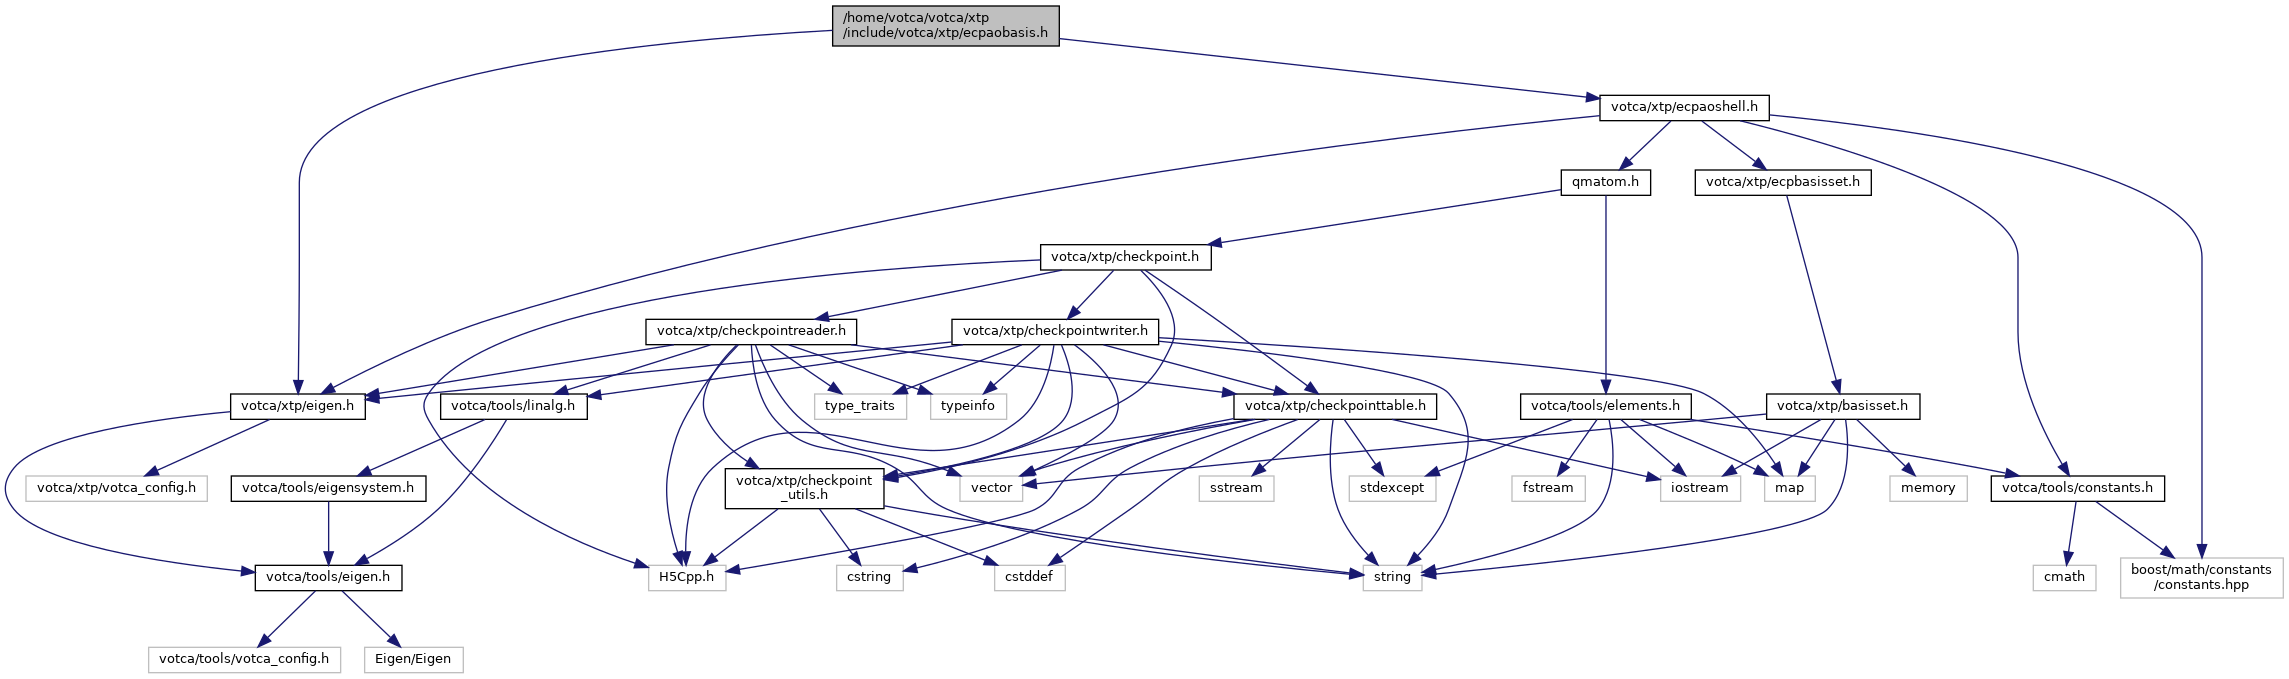 /home/votca/votca/xtp
/include/votca/xtp/ecpaobasis.h
votca/xtp/ecpaoshell.h
qmatom.h
votca/xtp/ecpbasisset.h
votca/xtp/checkpoint.h
votca/xtp/checkpointreader.h
votca/xtp/checkpointwriter.h
votca/xtp/eigen.h
votca/tools/linalg.h
type_traits
typeinfo
votca/xtp/checkpointtable.h
votca/tools/elements.h
votca/xtp/basisset.h
votca/xtp/votca_config.h
votca/tools/eigensystem.h
votca/xtp/checkpoint
_utils.h
vector
sstream
stdexcept
fstream
iostream
map
memory
votca/tools/constants.h
votca/tools/eigen.h
H5Cpp.h
cstring
cstddef
string
cmath
boost/math/constants
/constants.hpp
votca/tools/votca_config.h
Eigen/Eigen